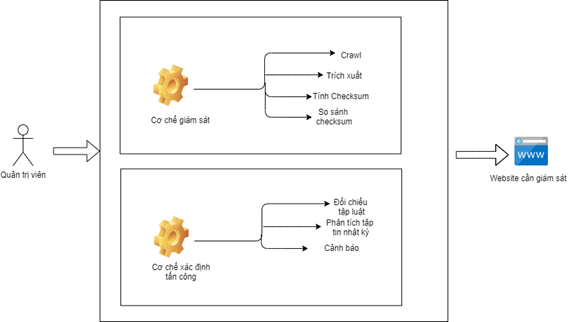 Quản trị viên
Cơ chế giám sát
Crawl
Trích xuất
Tính Checksum
So sánh
checksum
Cơ chế xác định
tấn công
Đối chiếu
tập luật
Phân tích tập
tin nhật ký
Cảnh báo
WWW
Website cần giám sát